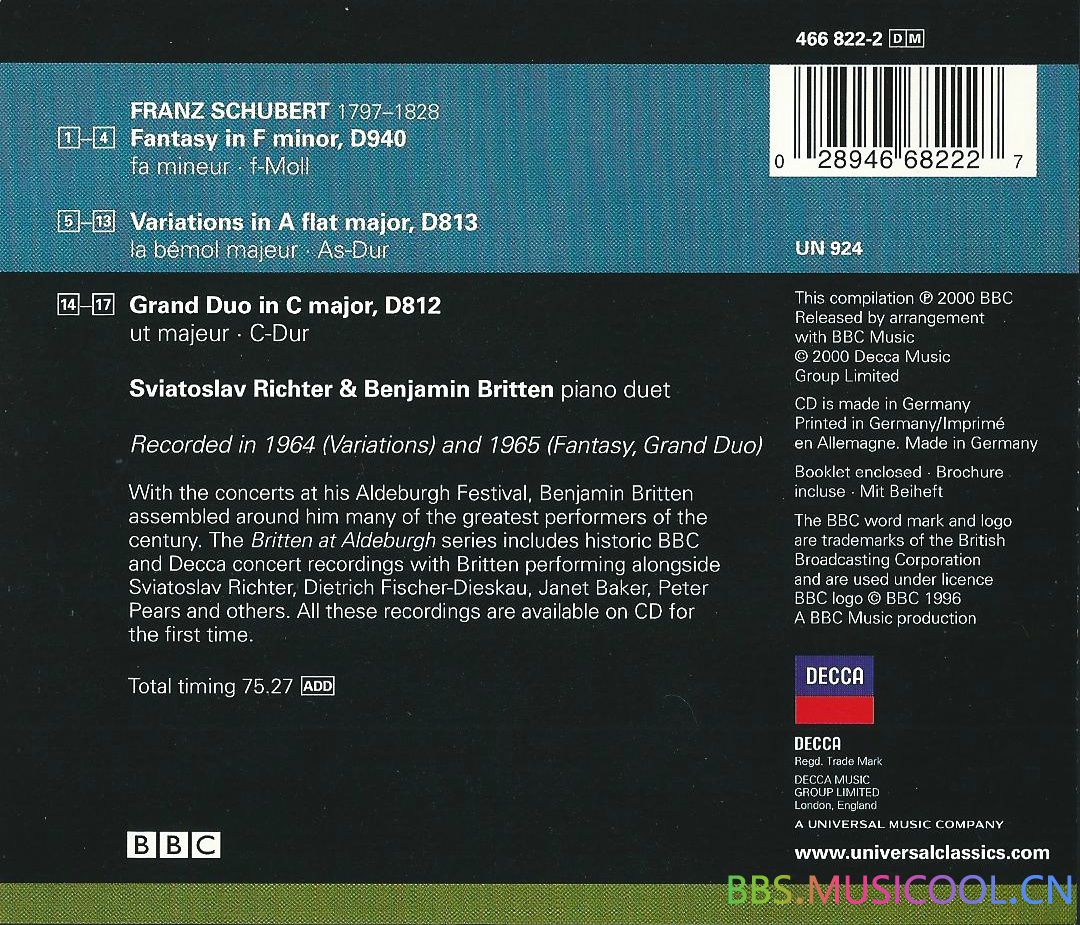 466 822-2 DM
0 28946 68222 7
FRANZ SCHUBERT 1797–1828
1–4 Fantasy in F minor, D940
fa mineur · f-Moll
5–13 Variations in A flat major, D813
la bémol majeur · As-Dur
UN 924
14–17 Grand Duo in C major, D812
ut majeur · C-Dur
Sviatoslav Richter & Benjamin Britten piano duet
Recorded in 1964 (Variations) and 1965 (Fantasy, Grand Duo)
With the concerts at his Aldeburgh Festival, Benjamin Britten
assembled around him many of the greatest performers of the
century. The Britten at Aldeburgh series includes historic BBC
and Decca concert recordings with Britten performing alongside
Sviatoslav Richter, Dietrich Fischer-Dieskau, Janet Baker, Peter
Pears and others. All these recordings are available on CD for
the first time.
Total timing 75.27 ADD
BBC
This compilation ℗ 2000 BBC
Released by arrangement
with BBC Music
© 2000 Decca Music
Group Limited
CD is made in Germany
Printed in Germany/Imprimé
en Allemagne. Made in Germany
Booklet enclosed · Brochure
incluse · Mit Beiheft
The BBC word mark and logo
are trademarks of the British
Broadcasting Corporation
and are used under licence
BBC logo © BBC 1996
A BBC Music production
DECCA
DECCA
Regd. Trade Mark
DECCA MUSIC
GROUP LIMITED
London, England
A UNIVERSAL MUSIC COMPANY
www.universalclassics.com
BBS.MUSICOOL.CN